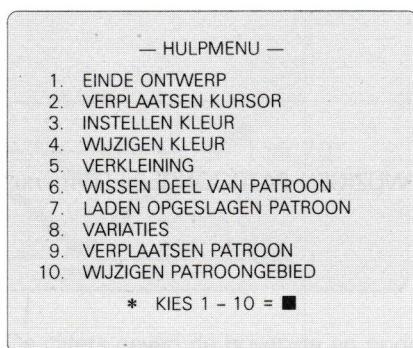 — HULPMENU —
1. EINDE ONTWERP
2. VERPLAATSEN KURSOR
3. INSTELLEN KLEUR
4. WIJZIGEN KLEUR
5. VERKLEINING
6. WISSEN DEEL VAN PATROON
7. LADEN OPGESLAGEN PATROON
8. VARIATIES
9. VERPLAATSEN PATROON
10. WIJZIGEN PATROONGEBIED
* KIES 1 – 10 = ■